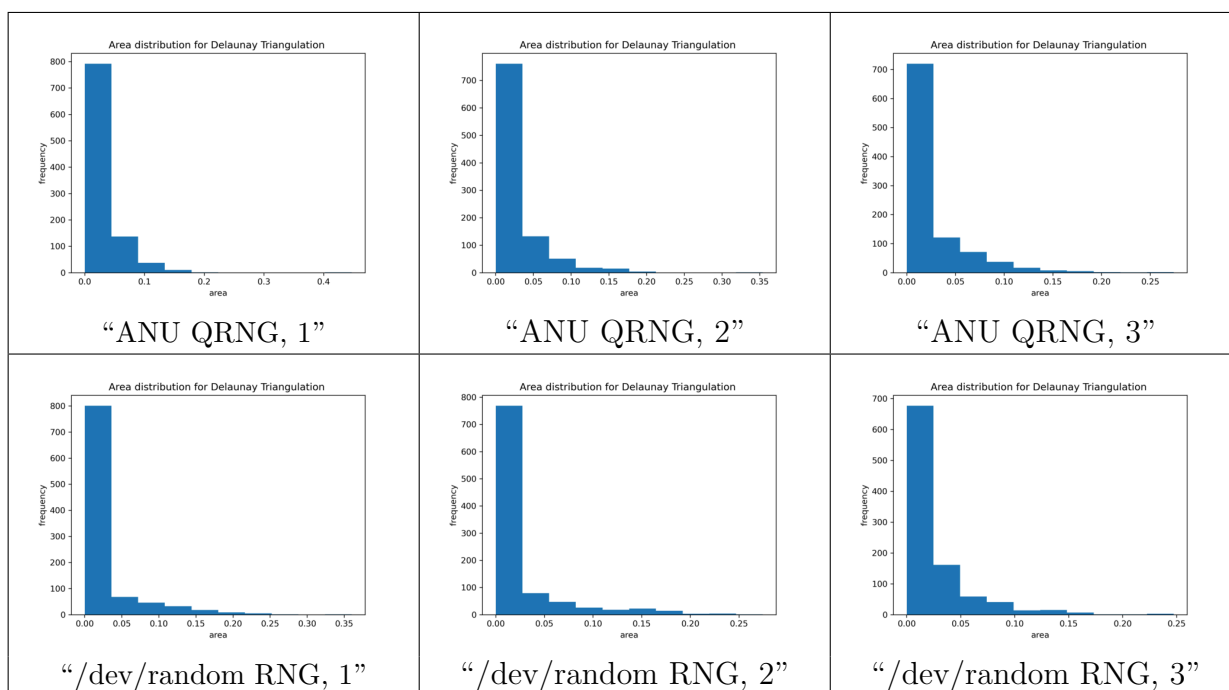 Area distribution for Delaunay Triangulation
800
700
600
500
400
300
200
100
0
frequency
0.0 0.1 0.2 0.3 0.4
area
“ANU QRNG, 1”
Area distribution for Delaunay Triangulation
700
600
500
400
300
200
100
0
frequency
0.00 0.05 0.10 0.15 0.20 0.25 0.30 0.35
area
“ANU QRNG, 2”
Area distribution for Delaunay Triangulation
700
600
500
400
300
200
100
0
frequency
0.00 0.05 0.10 0.15 0.20 0.25
area
“ANU QRNG, 3”
Area distribution for Delaunay Triangulation
800
700
600
500
400
300
200
100
0
frequency
0.00 0.05 0.10 0.15 0.20 0.25 0.30 0.35
area
“/dev/random RNG, 1”
Area distribution for Delaunay Triangulation
800
700
600
500
400
300
200
100
0
frequency
0.00 0.05 0.10 0.15 0.20 0.25
area
“/dev/random RNG, 2”
Area distribution for Delaunay Triangulation
700
600
500
400
300
200
100
0
frequency
0.00 0.05 0.10 0.15 0.20 0.25
area
“/dev/random RNG, 3”